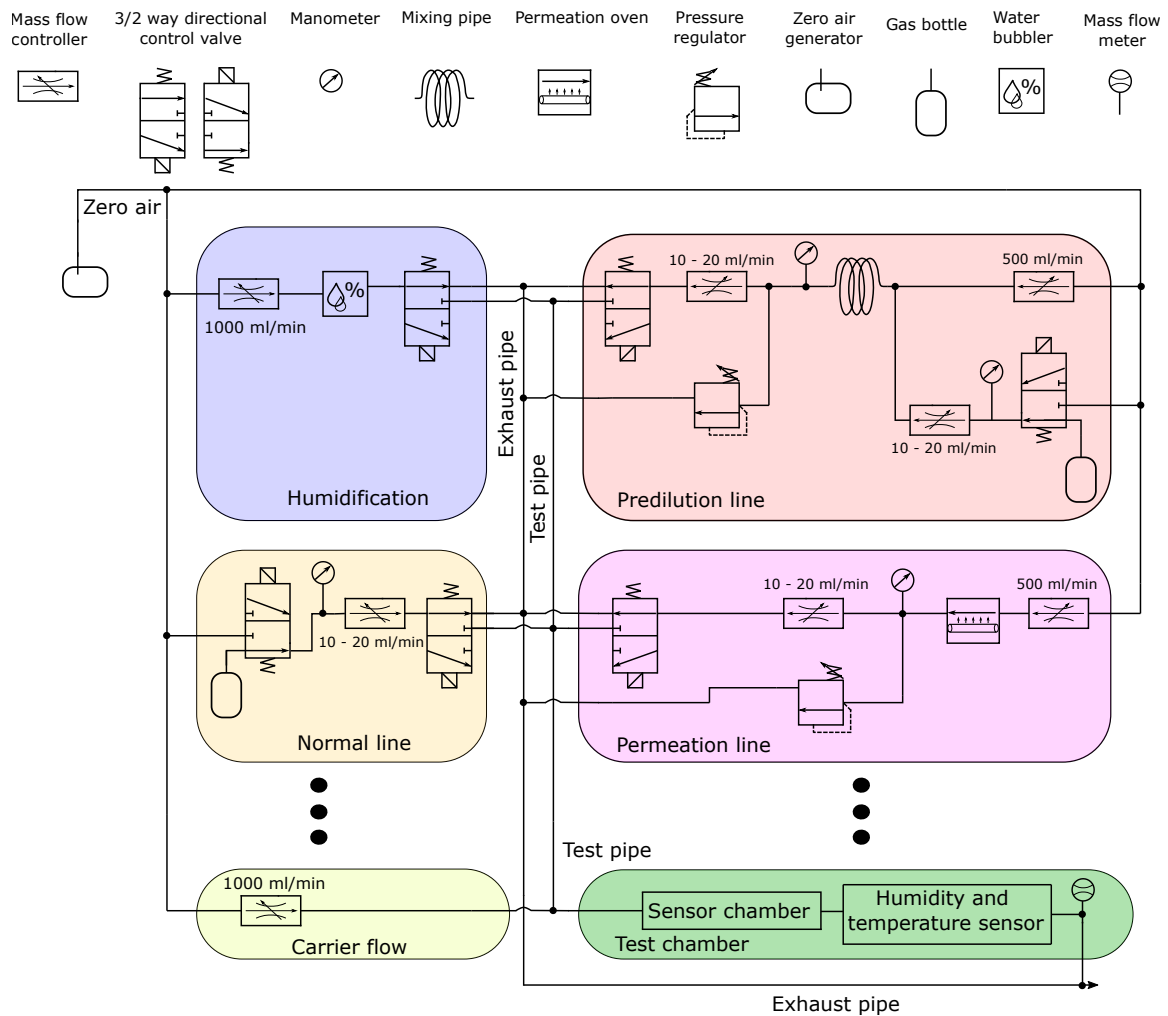 Mass flow
controller
3/2 way directional
control valve
Manometer
Mixing pipe
Permeation oven
Pressure
regulator
Zero air
generator
Gas bottle
Water
bubbler
Mass flow
meter
%
Zero air
1000 ml/min
%
Humidification
Exhaust pipe
Test pipe
10 - 20 ml/min
500 ml/min
10 - 20 ml/min
Predilution line
10 - 20 ml/min
Normal line
10 - 20 ml/min
500 ml/min
Permeation line
1000 ml/min
Carrier flow
Test pipe
Sensor chamber
Humidity and
temperature sensor
Test chamber
Exhaust pipe